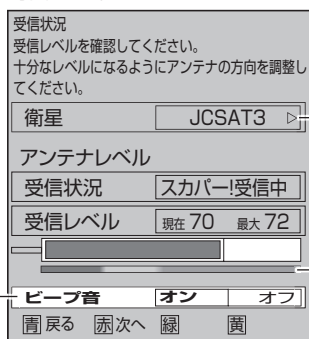 受信状況
受信レベルを確認してください。
十分なレベルになるようにアンテナの方向を調整し
てください。
衛星 JCSAT3 ▷
アンテナレベル
受信状況 スカパー!受信中
受信レベル 現在 70 最大 72
ビープ音 オン オフ
青 戻る 赤 次へ 緑 黄